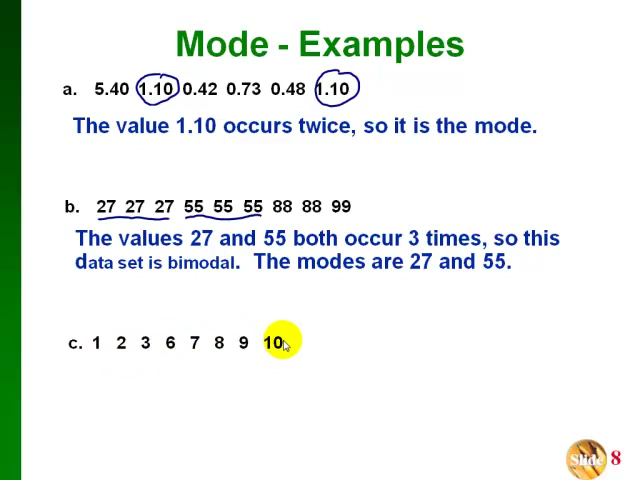 Mode - Examples
a. 5.40 1.10 0.42 0.73 0.48 1.10
The value 1.10 occurs twice, so it is the mode.
b. 27 27 27 55 55 55 88 88 99
The values 27 and 55 both occur 3 times, so this
data set is bimodal. The modes are 27 and 55.
c. 1 2 3 6 7 8 9 10
Slide 8